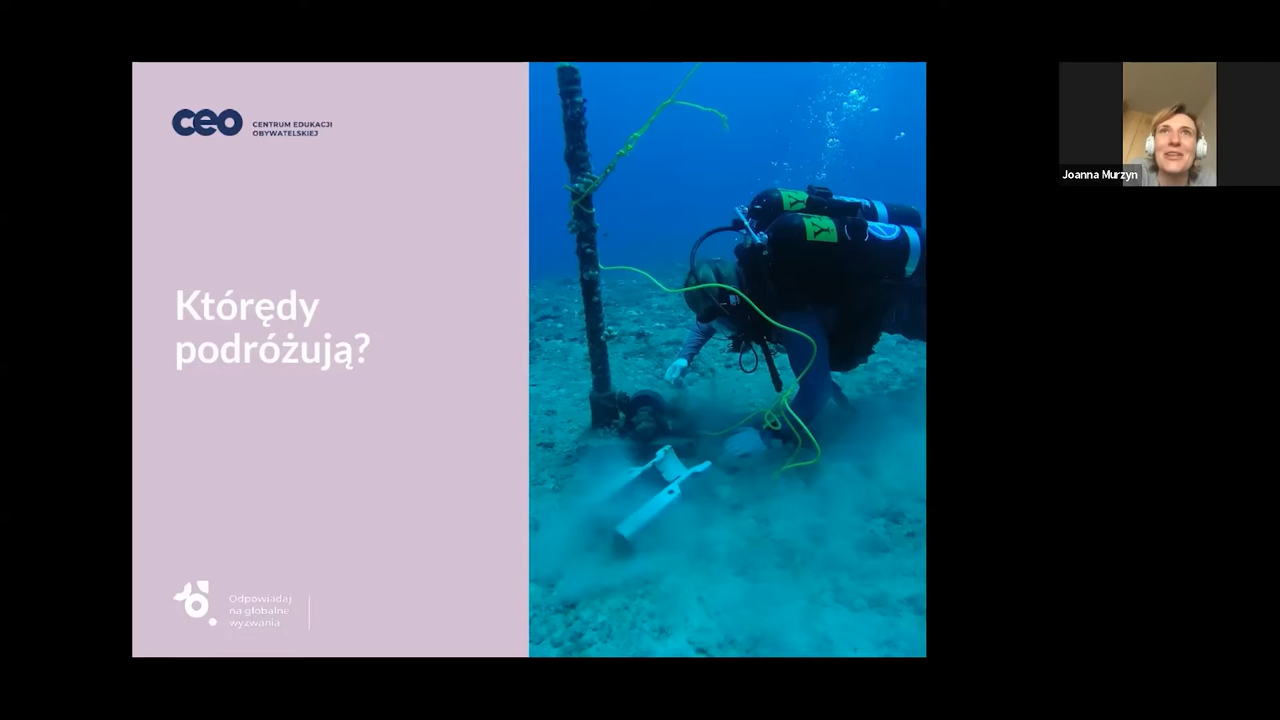 ceo
CENTRUM EDUKACJI
OBYWATELSKIEJ
Którędy
podróżują?
Odpowiadaj
na globalne
wyzwania
Joanna Murzyn